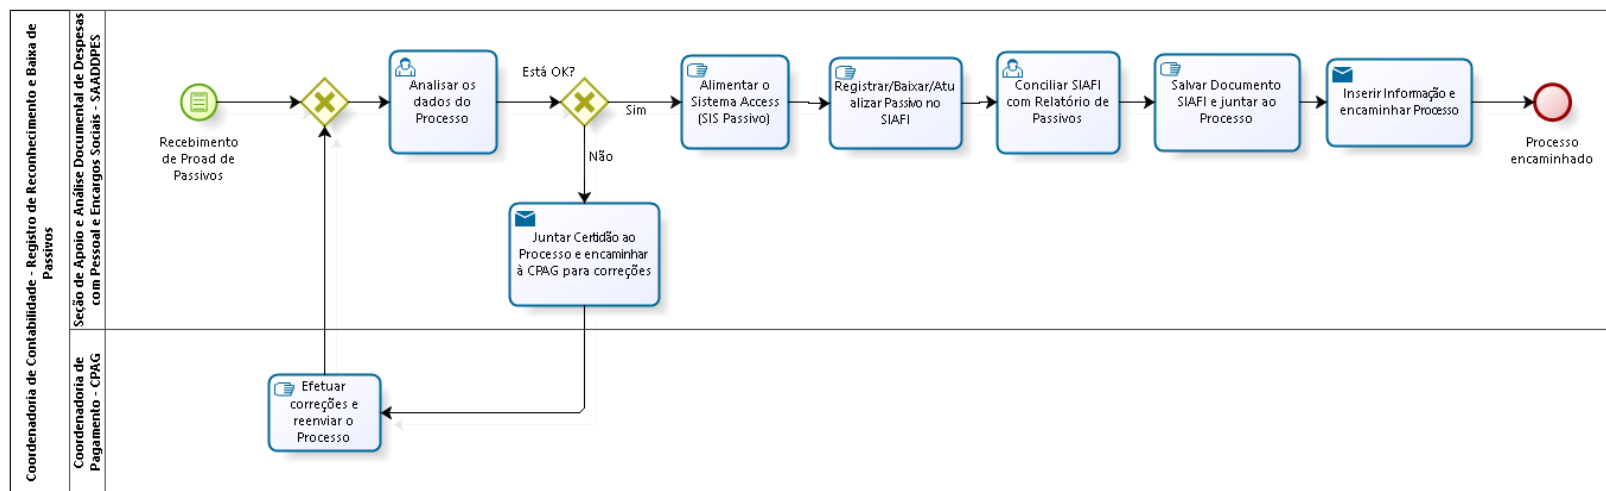 Coordenadoria de Contabilidade - Registro de Reconhecimento e Baixa de
Passivos
Seção de Apoio e Análise Documental de Despesas
com Pessoal e Encargos Sociais - SAADDPES
Recebimento
de Proad de
Passivos
Analisar os
dados do
Processo
Está OK?
Sim
Não
Alimentar o
Sistema Access
(SIS Passivo)
Registrar/Baixar/Atu
alizar Passivo no
SIAFI
Conciliar SIAFI
com Relatório de
Passivos
Salvar Documento
SIAFI e juntar ao
Processo
Inserir Informação e
encaminhar Processo
Processo
encaminhado
Juntar Certidão ao
Processo e encaminhar
à CPAG para correções
Coordenadoria de
Pagamento - CPAG
Efetuar
correções e
reenviar o
Processo